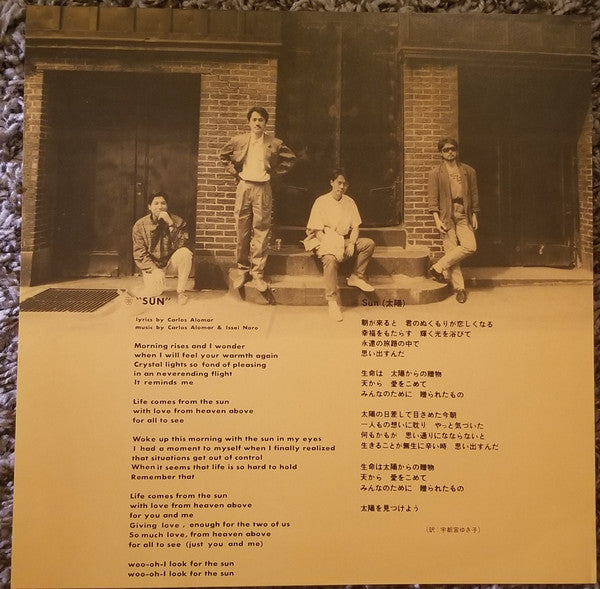 "SUN"
lyrics by Carlos Alomar
music by Carlos Alomar & Issei Noro
Morning rises and I wonder
when I will feel your warmth again
Crystal lights so fond of pleasing
in an neverending flight
It reminds me
Life comes from the sun
with love from heaven above
for all to see
Woke up this morning with the sun in my eyes
I had a moment to myself when I finally realized
that situations get out of control
When it seems that life is so hard to hold
Remember that
Life comes from the sun
with love from heaven above
for you and me
Giving love, enough for the two of us
So much love, from heaven above
for all to see (just you and me)
woo-oh-I look for the sun
woo-oh-I look for the sun
Sun (太陽)
朝が来ると 君のぬくもりが恋しくなる
幸福をもたらす 輝く光を浴びて
永遠の旅路の中で
思い出すんだ
生命は 太陽からの贈物
天から 愛をこめて
みんなのために 贈られたもの
太陽の日差しで目ざめた今朝
一人もの想いに耽り やっと気づいた
何もかもが 思い通りにならないと
生きることが無生に辛い時 思い出すんだ
生命は太陽からの贈物
天から 愛をこめて
みんなのために 贈られたもの
太陽を見つけよう
(訳:宇都宮ゆき子)